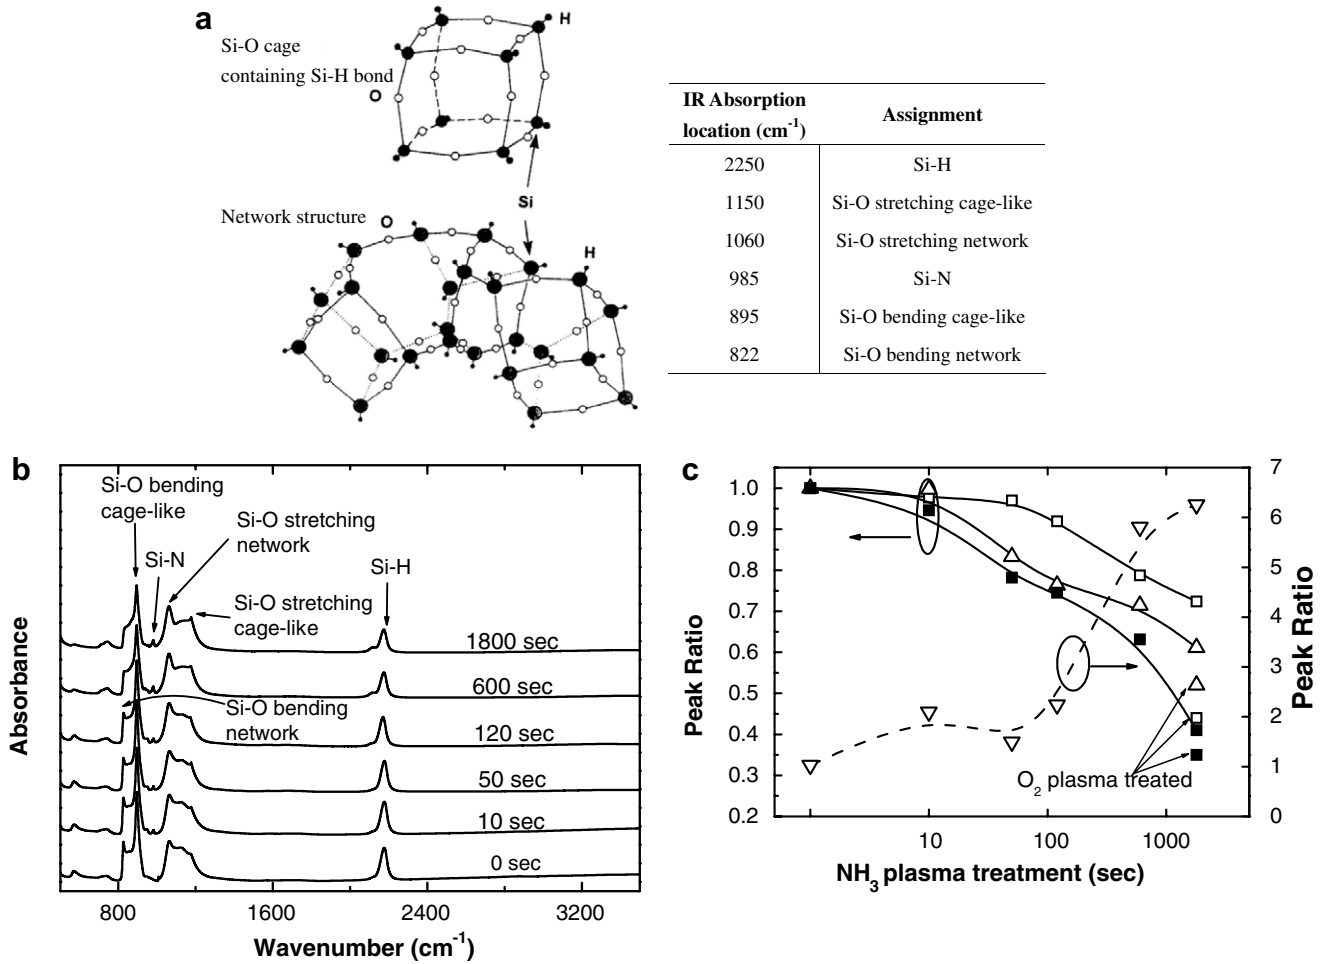 a
Si-O cage
containing Si-H bond
H
O
Si
Network structure
O
H
IR Absorption
location (cm⁻¹)
Assignment
2250 Si-H
1150 Si-O stretching cage-like
1060 Si-O stretching network
985 Si-N
895 Si-O bending cage-like
822 Si-O bending network
b
Si-O bending
cage-like
Si-O stretching
network
Si-N
Si-H
Si-O stretching
cage-like
1800 sec
600 sec
Si-O bending
network
120 sec
50 sec
10 sec
0 sec
Absorbance
800 1600 2400 3200
Wavenumber (cm⁻¹)
c
1.0
0.9
0.8
0.7
0.6
0.5
0.4
0.3
0.2
Peak Ratio
7
6
5
4
3
2
1
0
Peak Ratio
O₂ plasma treated
10 100 1000
NH₃ plasma treatment (sec)